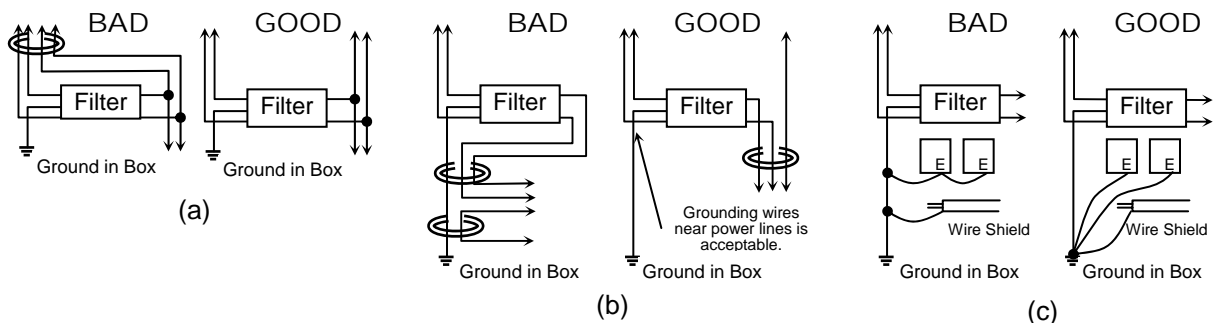 BAD
GOOD
Filter
Filter
Ground in Box
Ground in Box
(a)
BAD
GOOD
Filter
Filter
Grounding wires
near power lines is
acceptable.
Ground in Box
Ground in Box
(b)
BAD
GOOD
Filter
Filter
E
E
E
E
Wire Shield
Wire Shield
Ground in Box
Ground in Box
(c)